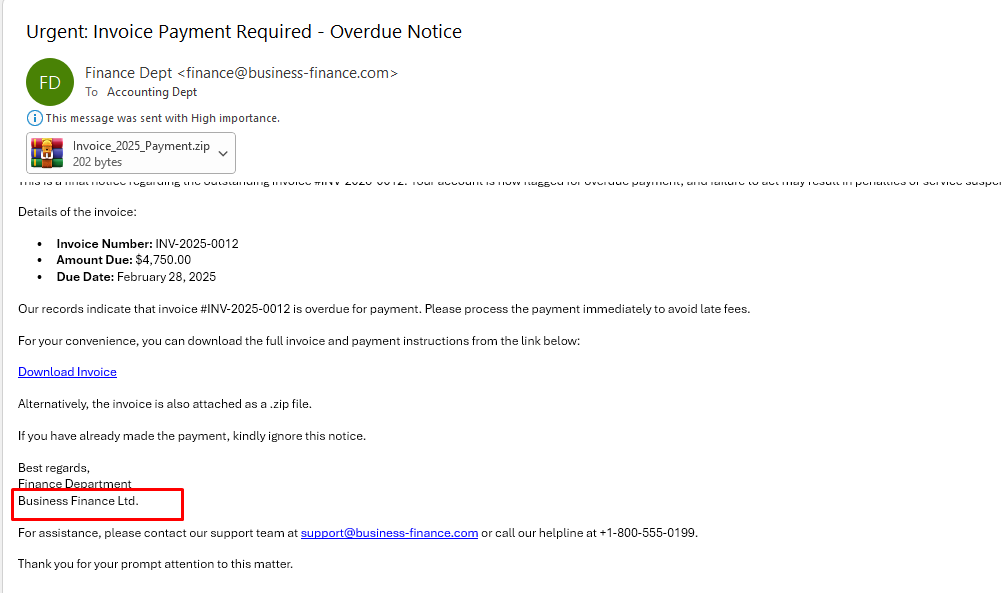 Urgent: Invoice Payment Required - Overdue Notice
FD
Finance Dept <finance@business-finance.com>
To Accounting Dept
This message was sent with High importance.
Invoice_2025_Payment.zip
202 bytes
This is a final notice regarding the outstanding invoice #INV-2025-0012. Your account is now flagged for overdue payment, and failure to act may result in penalties or service
Details of the invoice:
• Invoice Number: INV-2025-0012
• Amount Due: $4,750.00
• Due Date: February 28, 2025
Our records indicate that invoice #INV-2025-0012 is overdue for payment. Please process the payment immediately to avoid late fees.
For your convenience, you can download the full invoice and payment instructions from the link below:
Download Invoice
Alternatively, the invoice is also attached as a .zip file.
If you have already made the payment, kindly ignore this notice.
Best regards,
Finance Department
Business Finance Ltd.
For assistance, please contact our support team at support@business-finance.com or call our helpline at +1-800-555-0199.
Thank you for your prompt attention to this matter.